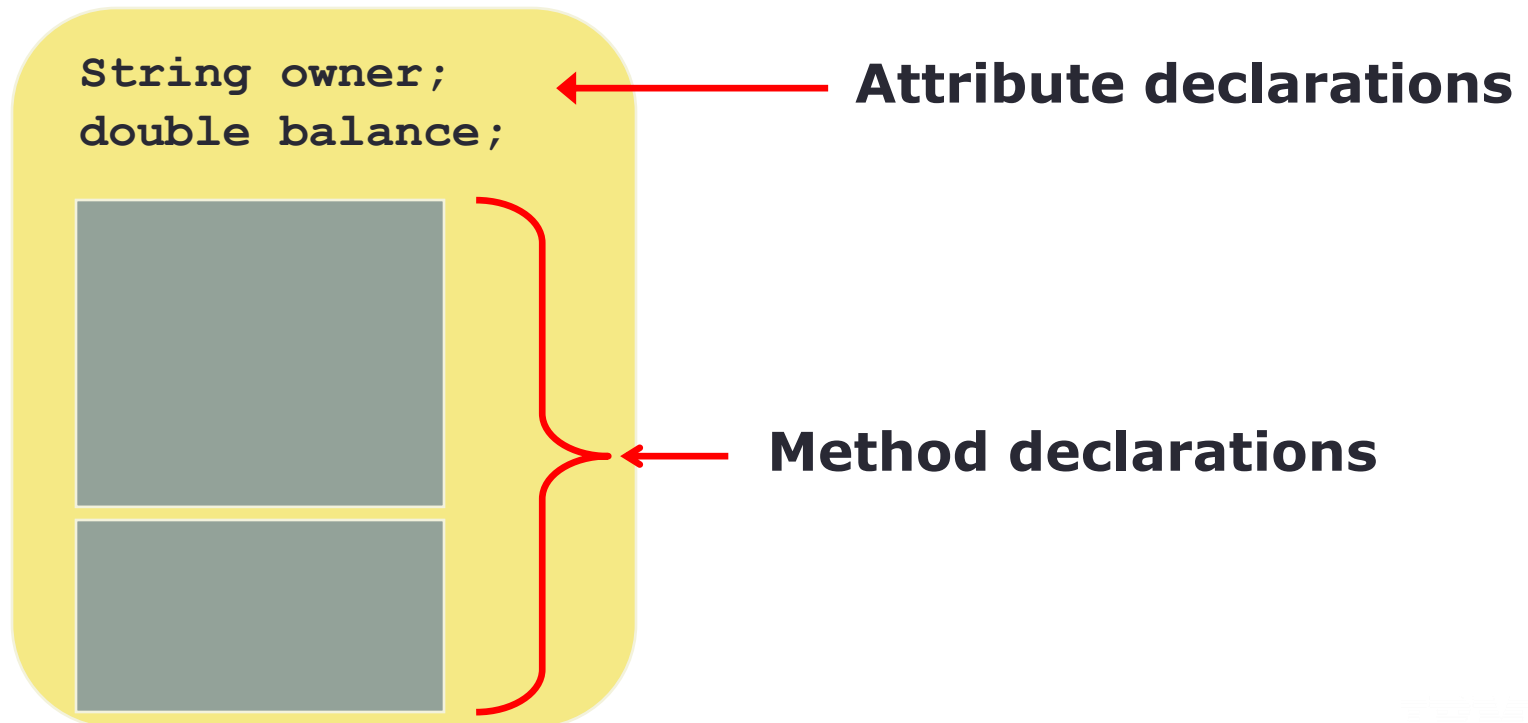 String owner;
double balance;
Attribute declarations
Method declarations